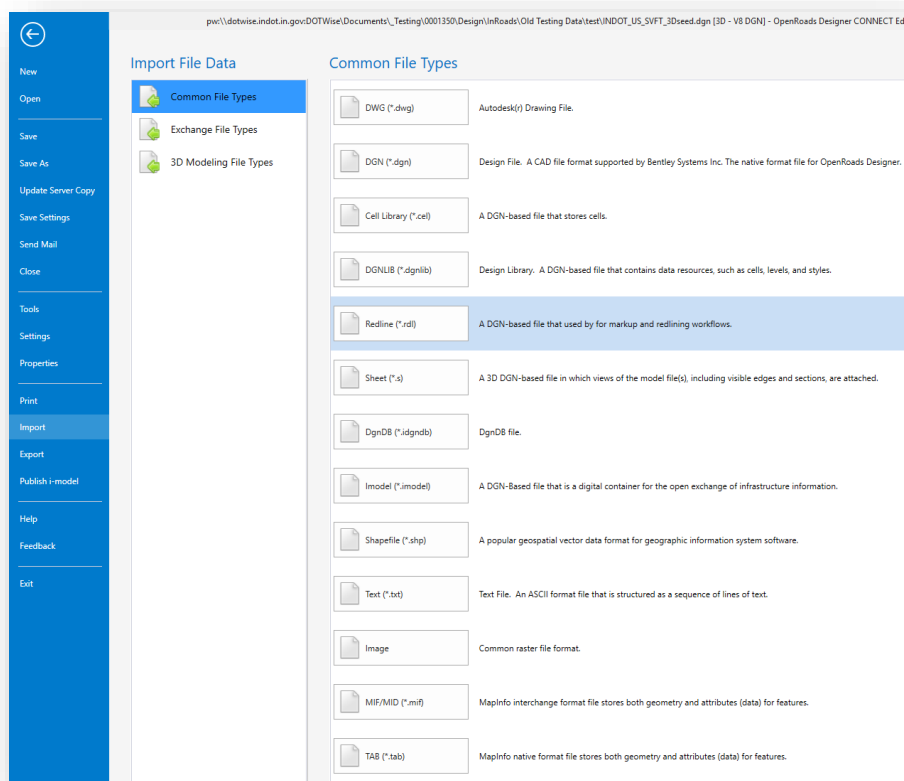 pw:\\dotwise.indot.in.gov:DOTWise\Documents\_Testing\0001350\Design\InRoads\Old Testing Data\test\INDOT_US_SVFT_3Dseed.dgn [3D - V8 DGN] - OpenRoads Designer CONNECT Ed
New
Open
Save
Save As
Update Server Copy
Save Settings
Send Mail
Close
Tools
Settings
Properties
Print
Import
Export
Publish i-model
Help
Feedback
Exit
Import File Data
Common File Types
Exchange File Types
3D Modeling File Types
Common File Types
DWG (*.dwg) Autodesk(r) Drawing File.
DGN (*.dgn) Design File. A CAD file format supported by Bentley Systems Inc. The native format file for OpenRoads Designer.
Cell Library (*.cel) A DGN-based file that stores cells.
DGNLIB (*.dgnlib) Design Library. A DGN-based file that contains data resources, such as cells, levels, and styles.
Redline (*.rdl) A DGN-based file that used by for markup and redlining workflows.
Sheet (*.s) A 3D DGN-based file in which views of the model file(s), including visible edges and sections, are attached.
DgnDB (*.idgndb) DgnDB file.
Imodel (*.imodel) A DGN-Based file that is a digital container for the open exchange of infrastructure information.
Shapefile (*.shp) A popular geospatial vector data format for geographic information system software.
Text (*.txt) Text File. An ASCII format file that is structured as a sequence of lines of text.
Image Common raster file format.
MIF/MID (*.mif) MapInfo interchange format file stores both geometry and attributes (data) for features.
TAB (*.tab) MapInfo native format file stores both geometry and attributes (data) for features.